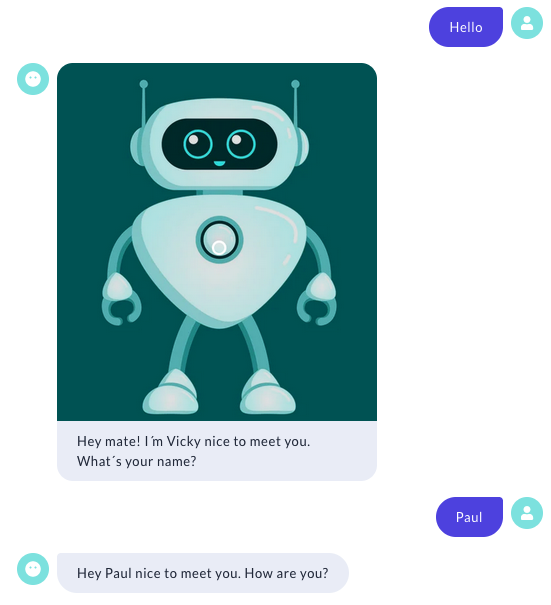 Hello
Hey mate! I´m Vicky nice to meet you.
What´s your name?
Paul
Hey Paul nice to meet you. How are you?